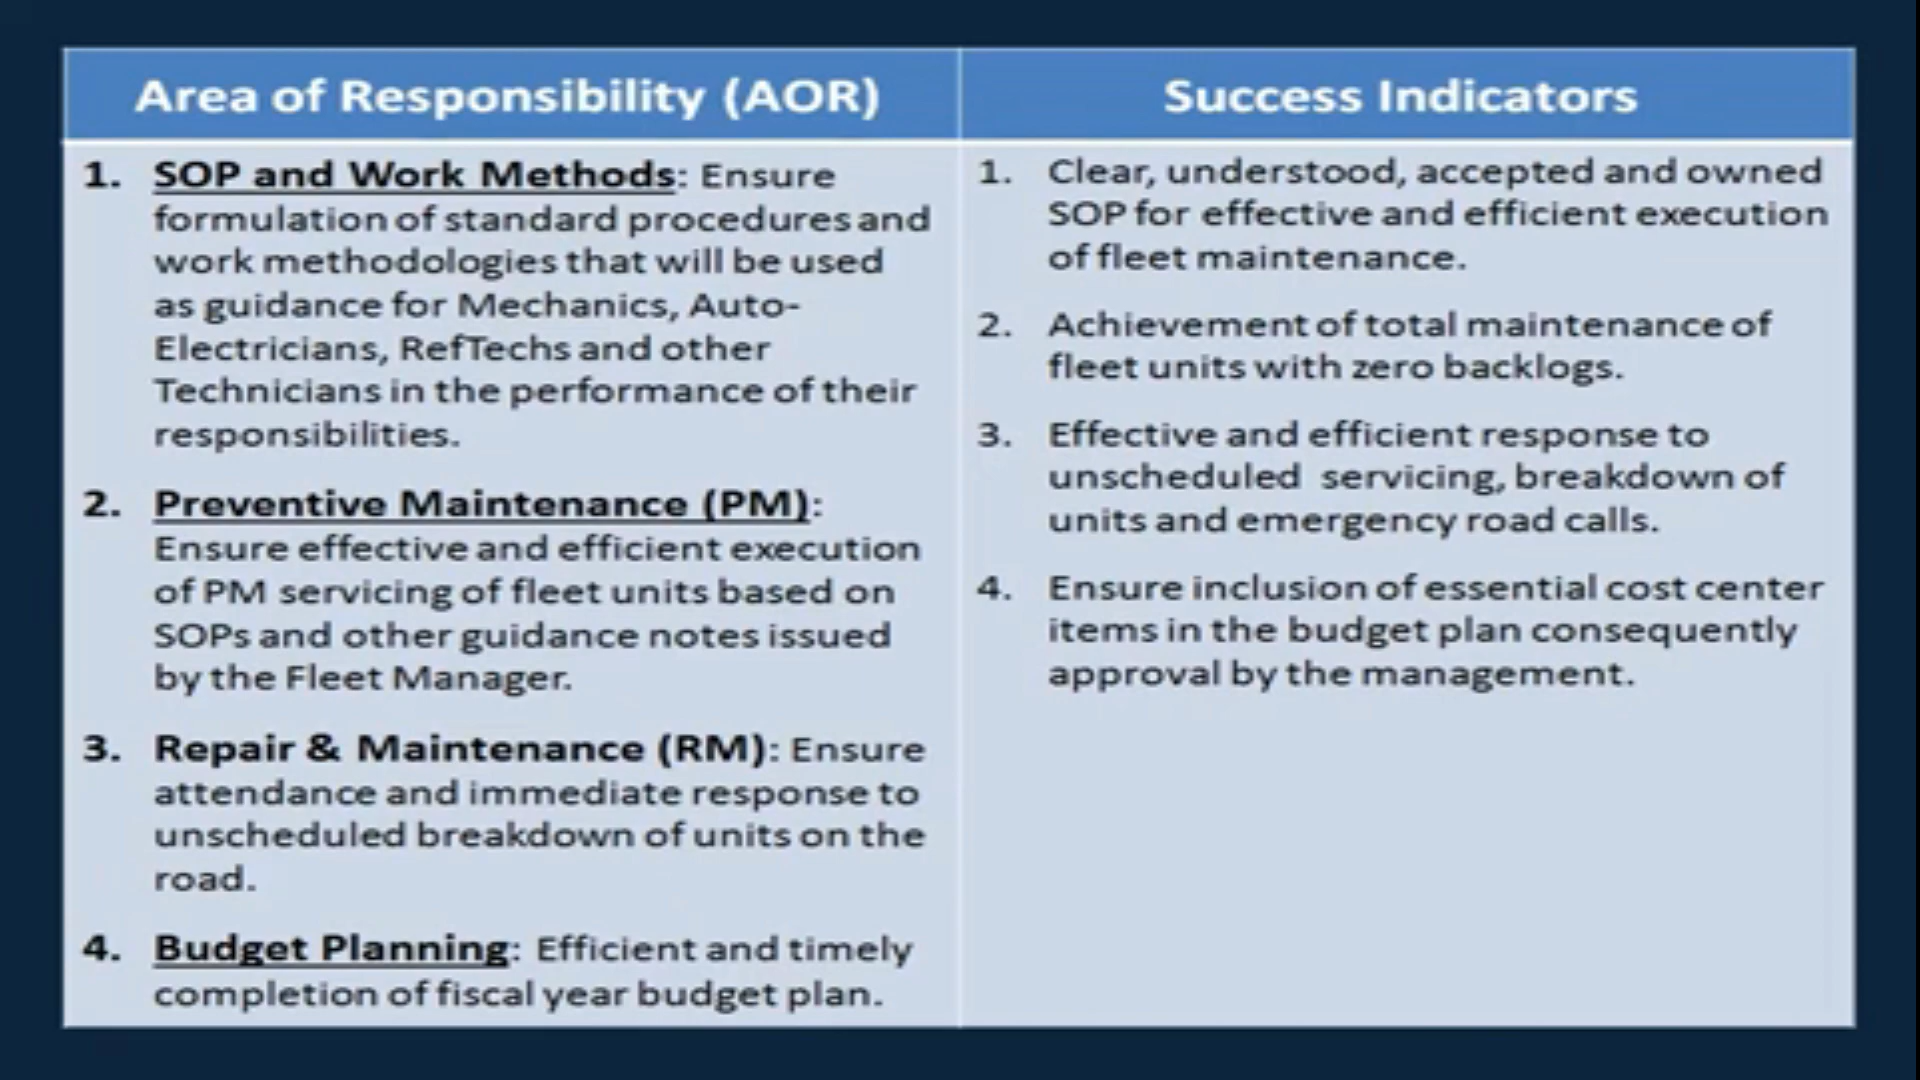 Area of Responsibility (AOR)
1. SOP and Work Methods: Ensure
formulation of standard procedures and
work methodologies that will be used
as guidance for Mechanics, Auto-
Electricians, RefTechs and other
Technicians in the performance of their
responsibilities.
2. Preventive Maintenance (PM):
Ensure effective and efficient execution
of PM servicing of fleet units based on
SOPs and other guidance notes issued
by the Fleet Manager.
3. Repair & Maintenance (RM): Ensure
attendance and immediate response to
unscheduled breakdown of units on the
road.
4. Budget Planning: Efficient and timely
completion of fiscal year budget plan.
Success Indicators
1. Clear, understood, accepted and owned
SOP for effective and efficient execution
of fleet maintenance.
2. Achievement of total maintenance of
fleet units with zero backlogs.
3. Effective and efficient response to
unscheduled servicing, breakdown of
units and emergency road calls.
4. Ensure inclusion of essential cost center
items in the budget plan consequently
approval by the management.